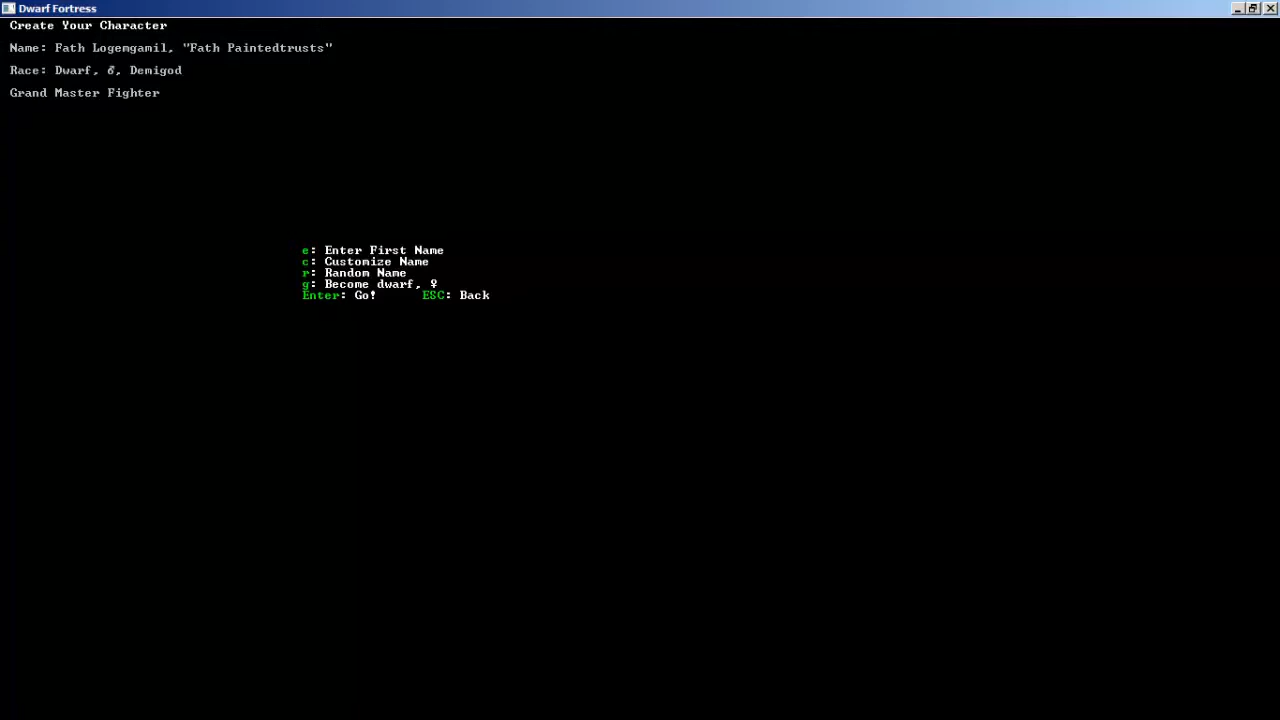 Dwarf Fortress
Create Your Character
Name: Fath Logemgamil, "Fath Paintedtrusts"
Race: Dwarf, ♂, Demigod
Grand Master Fighter
e: Enter First Name
c: Customize Name
r: Random Name
g: Become dwarf, ♀
Enter: Go! ESC: Back